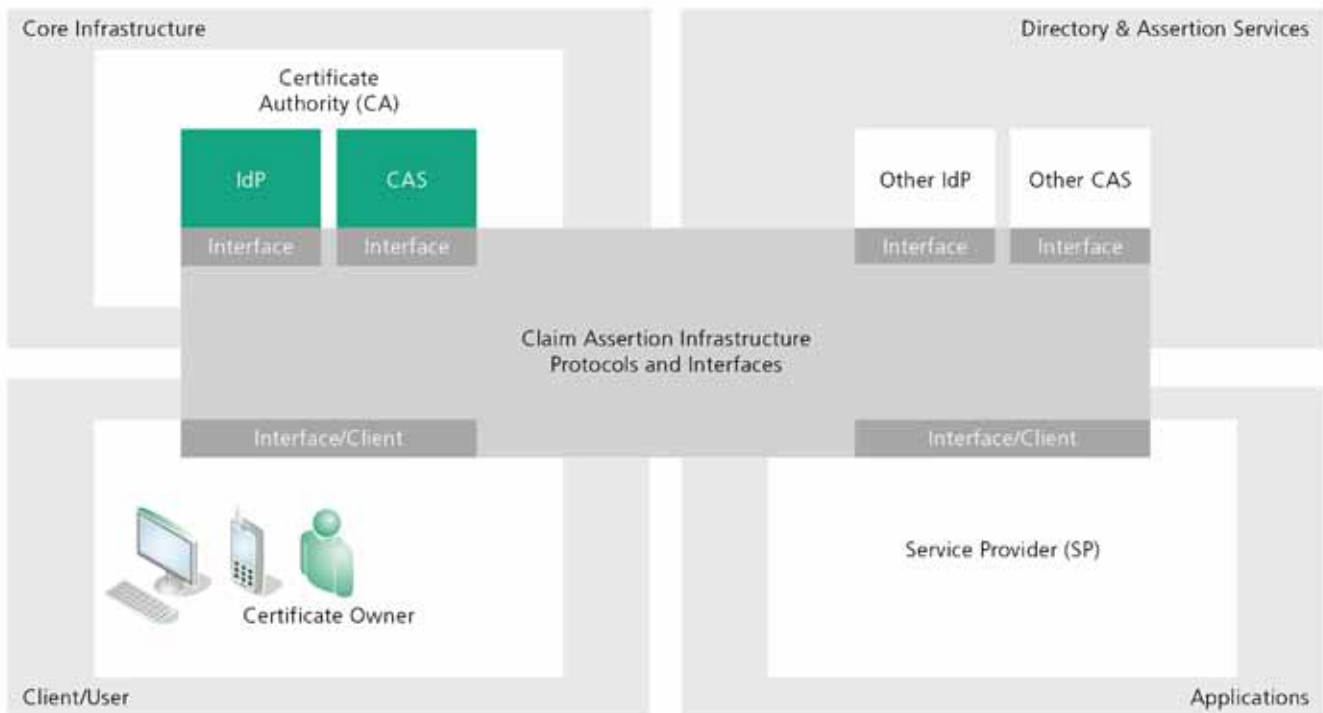 Core Infrastructure
Directory & Assertion Services
Certificate
Authority (CA)
IdP
CAS
Other IdP
Other CAS
Interface
Interface
Interface
Interface
Claim Assertion Infrastructure
Protocols and Interfaces
Interface/Client
Interface/Client
Service Provider (SP)
Certificate Owner
Client/User
Applications